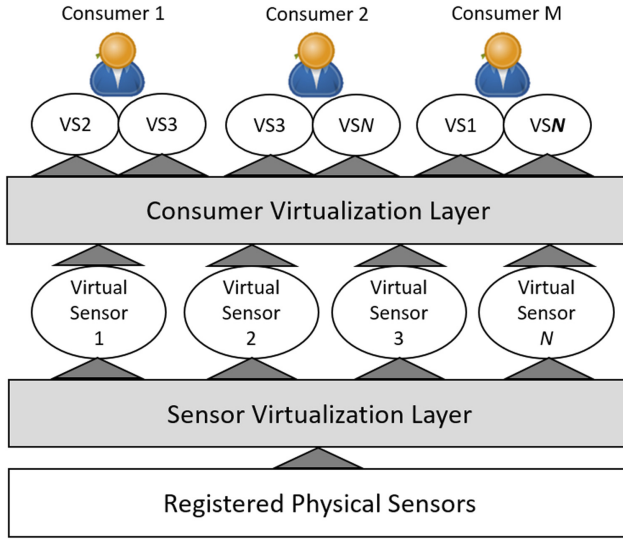 Consumer 1 Consumer 2 Consumer M
VS2 VS3 VS3 VSN VS1 VSN
Consumer Virtualization Layer
Virtual Virtual Virtual Virtual
Sensor Sensor Sensor Sensor
1 2 3 N
Sensor Virtualization Layer
Registered Physical Sensors